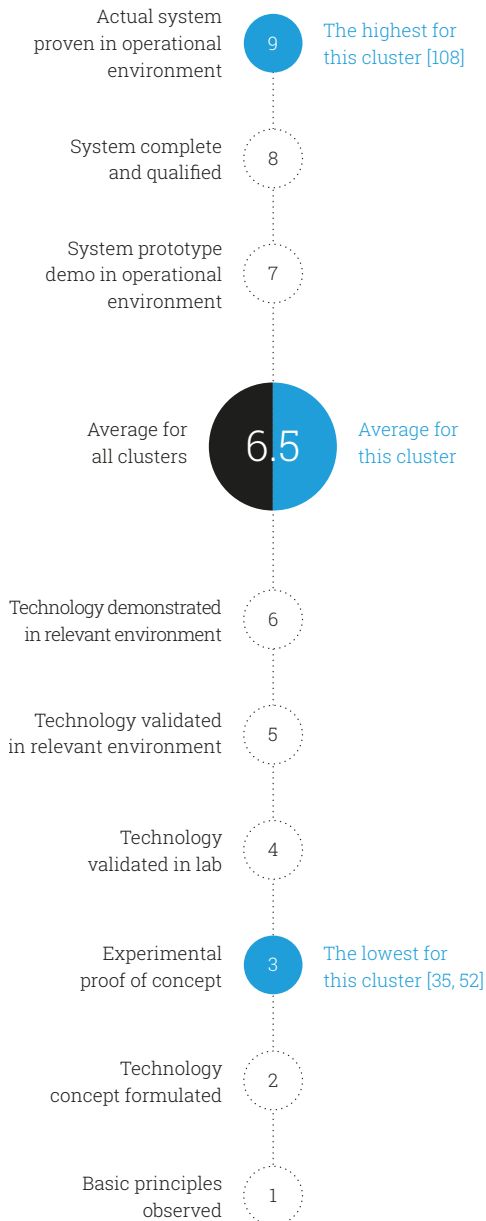 Actual system
proven in operational
environment
9
The highest for
this cluster [108]
System complete
and qualified
8
System prototype
demo in operational
environment
7
Average for
all clusters
6.5
Average for
this cluster
Technology demonstrated
in relevant environment
6
Technology validated
in relevant environment
5
Technology
validated in lab
4
Experimental
proof of concept
3
The lowest for
this cluster [35, 52]
Technology
concept formulated
2
Basic principles
observed
1